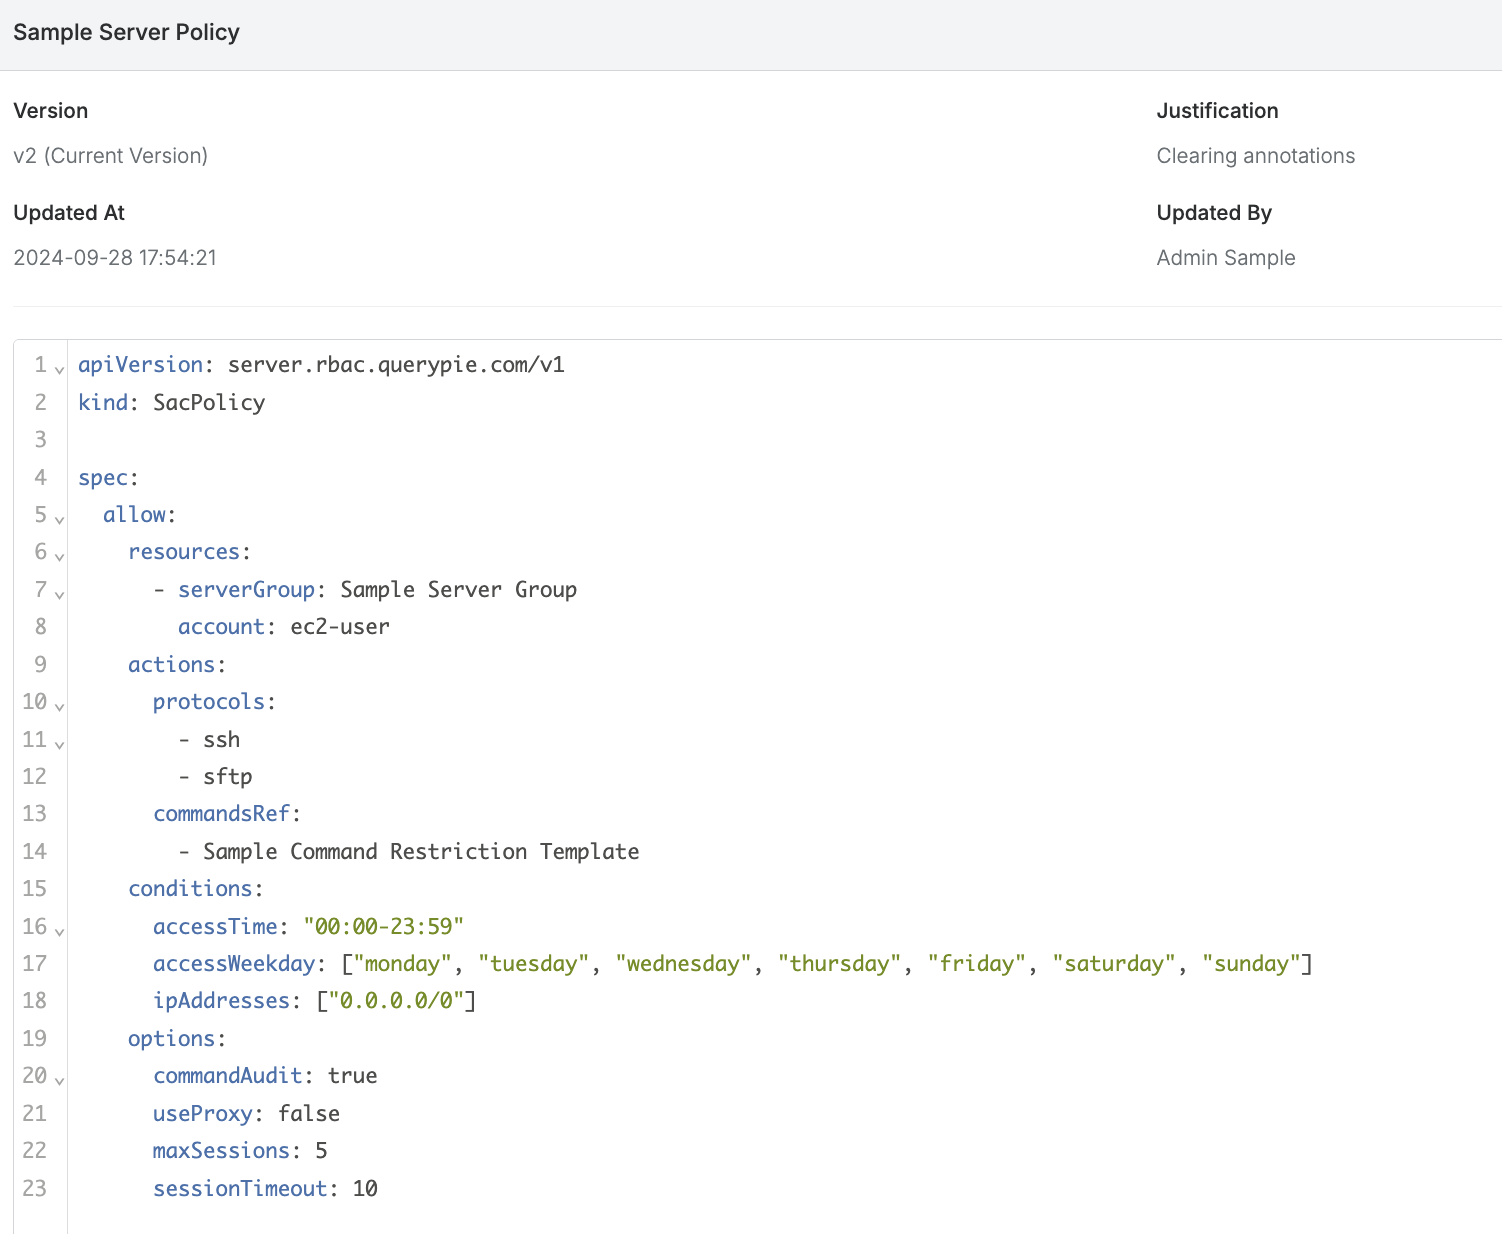 Sample Server Policy
Version
Justification
v2 (Current Version)
Clearing annotations
Updated At
Updated By
2024-09-28 17:54:21
Admin Sample
1 apiVersion: server.rbac.querypie.com/v1
2 kind: SacPolicy
3
4 spec:
5   allow:
6     resources:
7       - serverGroup: Sample Server Group
8         account: ec2-user
9     actions:
10       protocols:
11         - ssh
12         - sftp
13       commandsRef:
14         - Sample Command Restriction Template
15     conditions:
16       accessTime: "00:00-23:59"
17       accessWeekday: ["monday", "tuesday", "wednesday", "thursday", "friday", "saturday", "sunday"]
18       ipAddresses: ["0.0.0.0/0"]
19     options:
20       commandAudit: true
21       useProxy: false
22       maxSessions: 5
23       sessionTimeout: 10